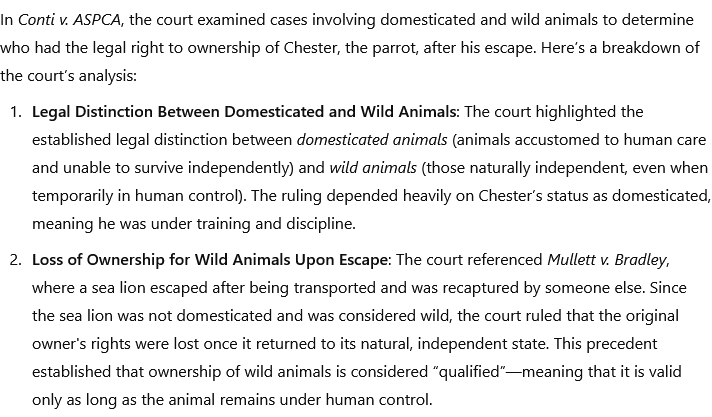 In Conti v. ASPCA, the court examined cases involving domesticated and wild animals to determine
who had the legal right to ownership of Chester, the parrot, after his escape. Here's a breakdown of
the court's analysis:
1. Legal Distinction Between Domesticated and Wild Animals: The court highlighted the
established legal distinction between domesticated animals (animals accustomed to human care
and unable to survive independently) and wild animals (those naturally independent, even when
temporarily in human control). The ruling depended heavily on Chester's status as domesticated,
meaning he was under training and discipline.
2. Loss of Ownership for Wild Animals Upon Escape: The court referenced Mullett v. Bradley,
where a sea lion escaped after being transported and was recaptured by someone else. Since
the sea lion was not domesticated and was considered wild, the court ruled that the original
owner's rights were lost once it returned to its natural, independent state. This precedent
established that ownership of wild animals is considered "qualified"—meaning that it is valid
only as long as the animal remains under human control.